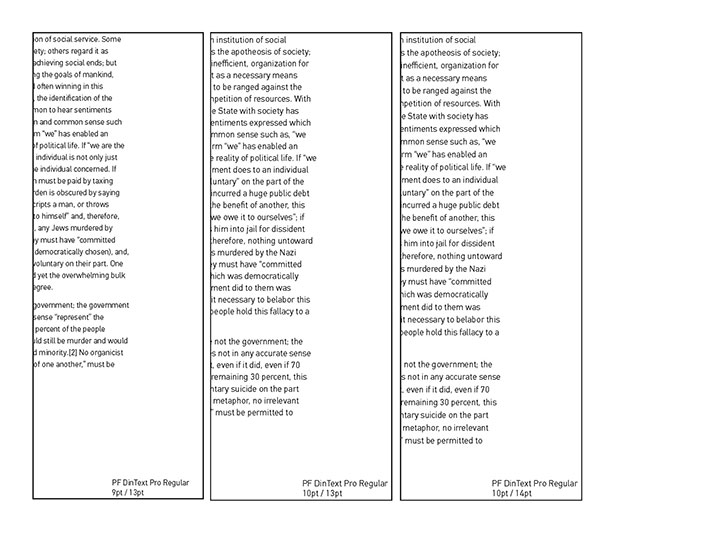 on of social service. Some
ety; others regard it as
achieving social ends; but
ng the goals of mankind,
often winning in this
, the identification of the
mon to hear sentiments
n and common sense such
m “we” has enabled an
of political life. If “we are the
individual is not only just
e individual concerned. If
must be paid by taxing
rden is obscured by saying
cripts a man, or throws
to himself” and, therefore,
, any Jews murdered by
y must have “committed
democratically chosen), and,
voluntary on their part. One
d yet the overwhelming bulk
egree.
government; the government
sense “represent” the
percent of the people
ld still be murder and would
d minority.[2] No organicist
of one another,” must be
PF DinText Pro Regular
9pt / 13pt
n institution of social
s the apotheosis of society;
inefficient, organization for
t as a necessary means
to be ranged against the
npetition of resources. With
e State with society has
entiments expressed which
mmon sense such as, “we
rm “we” has enabled an
e reality of political life. If “we
ment does to an individual
untary” on the part of the
incurred a huge public debt
he benefit of another, this
we owe it to ourselves”; if
him into jail for dissident
herefore, nothing untoward
s murdered by the Nazi
y must have “committed
hich was democratically
ment did to them was
it necessary to belabor this
people hold this fallacy to a
not the government; the
s not in any accurate sense
, even if it did, even if 70
remaining 30 percent, this
ntary suicide on the part
metaphor, no irrelevant
” must be permitted to
PF DinText Pro Regular
10pt / 13pt
n institution of social
s the apotheosis of society;
inefficient, organization for
t as a necessary means
to be ranged against the
npetition of resources. With
e State with society has
entiments expressed which
mmon sense such as, “we
rm “we” has enabled an
e reality of political life. If “we
ment does to an individual
untary” on the part of the
incurred a huge public debt
he benefit of another, this
we owe it to ourselves”; if
him into jail for dissident
herefore, nothing untoward
s murdered by the Nazi
y must have “committed
hich was democratically
ment did to them was
it necessary to belabor this
people hold this fallacy to a
not the government; the
s not in any accurate sense
, even if it did, even if 70
remaining 30 percent, this
ntary suicide on the part
metaphor, no irrelevant
” must be permitted to
PF DinText Pro Regular
10pt / 14pt